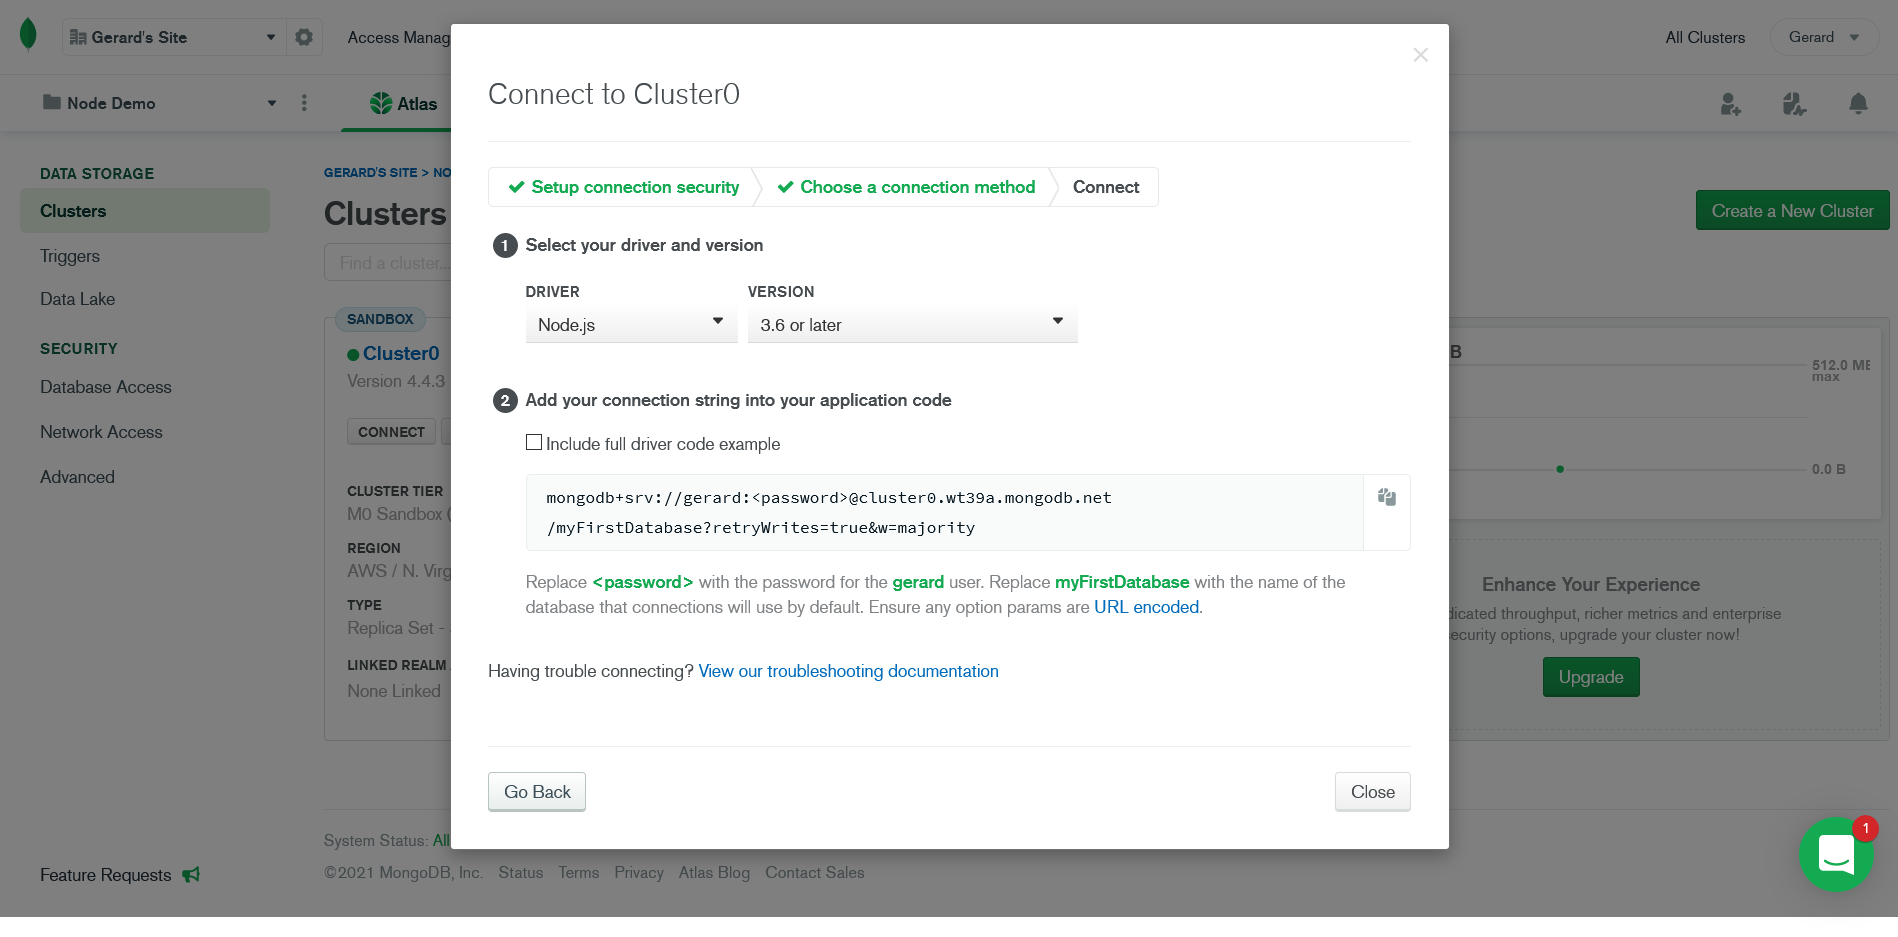 Gerard's Site
Access Manag
All Clusters
Gerard
Node Demo
Atlas
DATA STORAGE
Clusters
Triggers
Data Lake
SECURITY
Database Access
Network Access
Advanced
Feature Requests
GERARD'S SITE > NO
Clusters
Find a cluster...
Create a New Cluster
SANDBOX
Cluster0
Version 4.4.3
CONNECT
CLUSTER TIER
M0 Sandbox (
REGION
AWS / N. Virg
TYPE
Replica Set -
LINKED REALM
None Linked
Connect to Cluster0
Setup connection security
Choose a connection method
Connect
1 Select your driver and version
DRIVER
VERSION
Node.js
3.6 or later
2 Add your connection string into your application code
Include full driver code example
mongodb+srv://gerard:<password>@cluster0.wt39a.mongodb.net
/myFirstDatabase?retryWrites=true&w=majority
Replace <password> with the password for the gerard user. Replace myFirstDatabase with the name of the
database that connections will use by default. Ensure any option params are URL encoded.
Having trouble connecting? View our troubleshooting documentation
Go Back
Close
B
512.0 MB
max
0.0 B
Enhance Your Experience
dicated throughput, richer metrics and enterprise
ecurity options, upgrade your cluster now!
Upgrade
System Status: All
©2021 MongoDB, Inc. Status Terms Privacy Atlas Blog Contact Sales
1